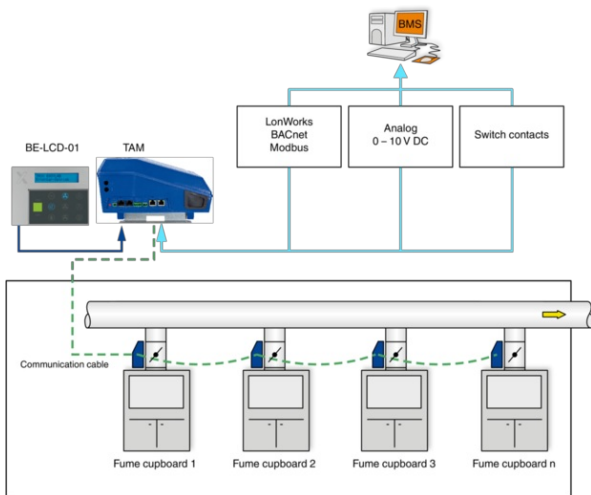 BMS
LonWorks
BACnet
Modbus
Analog
0 – 10 V DC
Switch contacts
BE-LCD-01
TAM
Communication cable
Fume cupboard 1
Fume cupboard 2
Fume cupboard 3
Fume cupboard n